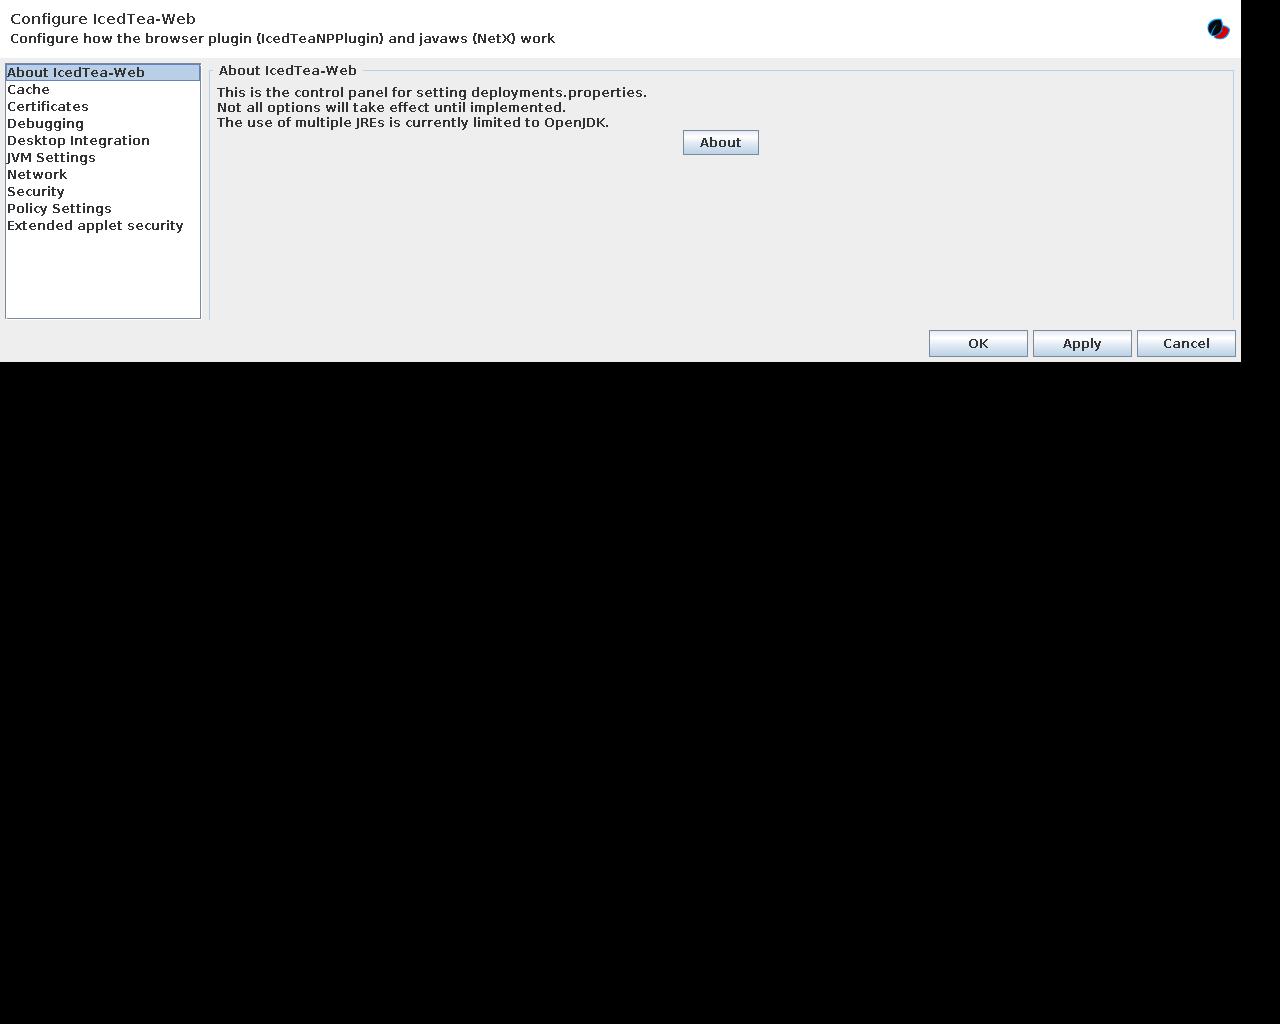 Configure IcedTea-Web
Configure how the browser plugin (IcedTeaNPPlugin) and javaws (NetX) work
About IcedTea-Web
Cache
Certificates
Debugging
Desktop Integration
JVM Settings
Network
Security
Policy Settings
Extended applet security
About IcedTea-Web
This is the control panel for setting deployments.properties.
Not all options will take effect until implemented.
The use of multiple JREs is currently limited to OpenJDK.
About
OK
Apply
Cancel